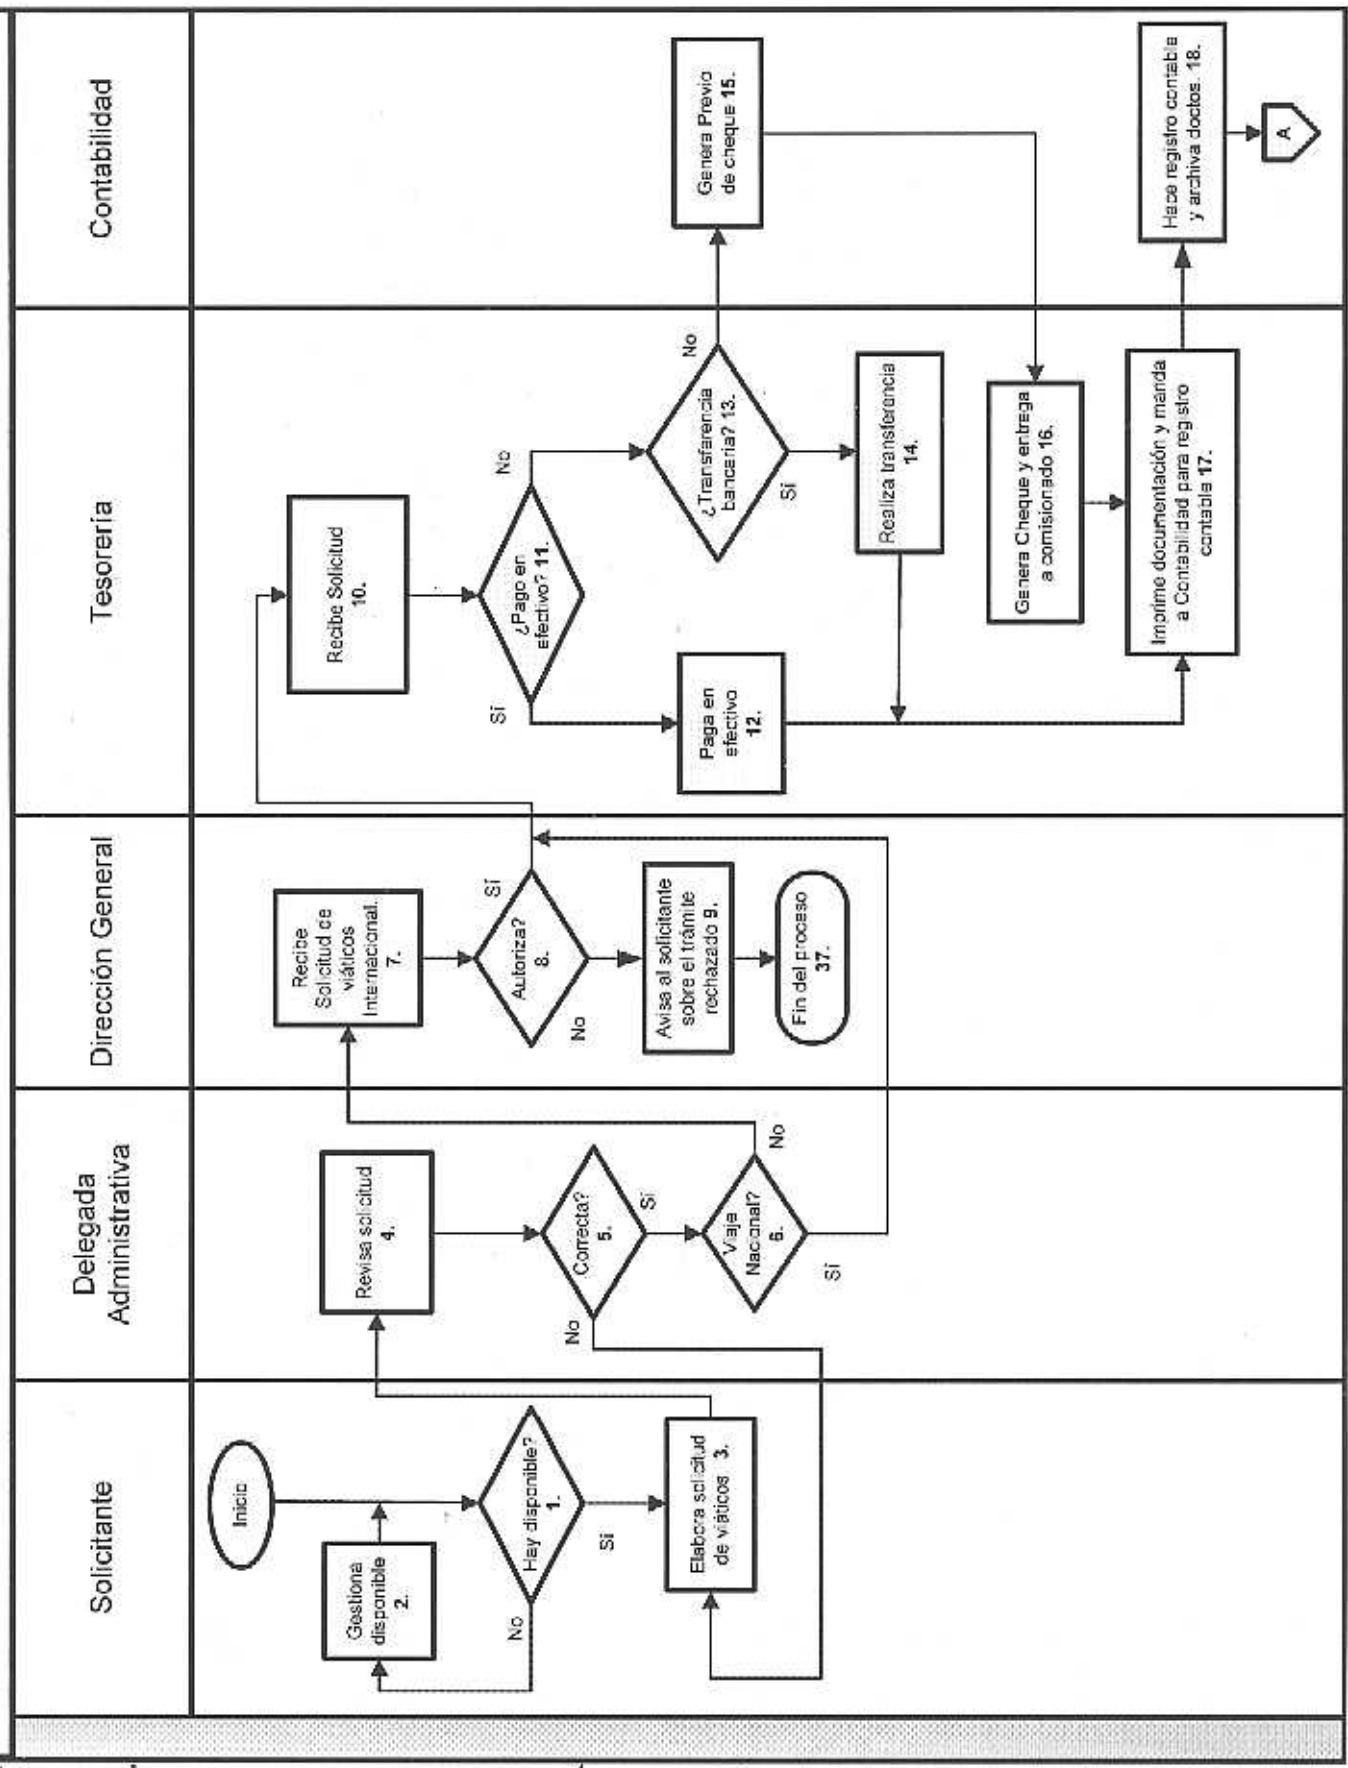 Solicitante
Delegada
Administrativa
Dirección General
Tesorería
Contabilidad
Inicio
Gestiona
disponible
2.
Hay disponible?
1.
No
Sí
Elabora solicitud
de viáticos 3.
Revisa solicitud
4.
Correcta?
5.
No
Sí
Viaje
Nacional?
6.
No
Sí
Recibe
Solicitud de
viáticos
Internacional.
7.
Autoriza?
8.
Sí
No
Avisa al solicitante
sobre el trámite
rechazado 9.
Fin del proceso
37.
Recibe Solicitud
10.
¿Pago en
efectivo? 11.
Sí
No
Paga en
efectivo
12.
¿Transferencia
bancaria? 13.
No
Sí
Realiza transferencia
14.
Genera Previo
de cheque 15.
Genera Cheque y entrega
a comisionado 16.
Imprime documentación y manda
a Contabilidad para registro
contable 17.
Hace registro contable
y archiva doctos. 18.
A